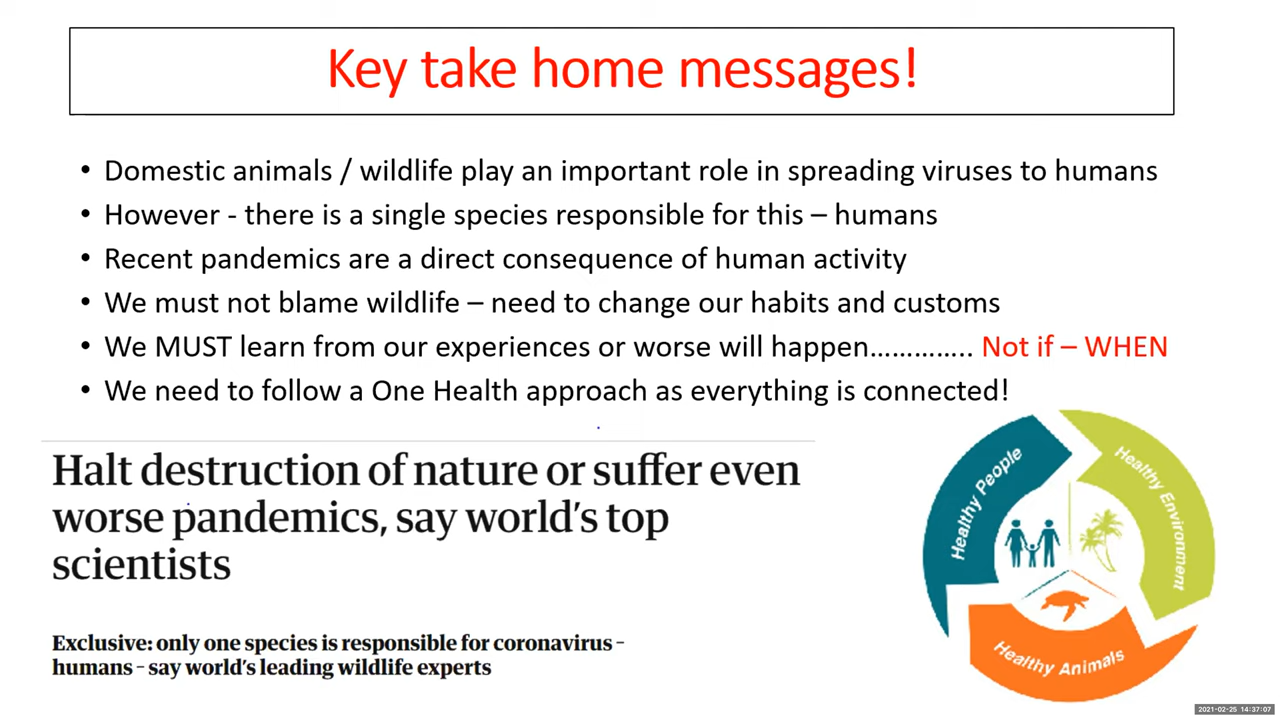 Key take home messages!
• Domestic animals / wildlife play an important role in spreading viruses to humans
• However - there is a single species responsible for this – humans
• Recent pandemics are a direct consequence of human activity
• We must not blame wildlife – need to change our habits and customs
• We MUST learn from our experiences or worse will happen………….. Not if – WHEN
• We need to follow a One Health approach as everything is connected!
Halt destruction of nature or suffer even
worse pandemics, say world's top
scientists
Exclusive: only one species is responsible for coronavirus –
humans – say world's leading wildlife experts
Healthy People
Healthy Environment
Healthy Animals
2021-02-25 14:37:07